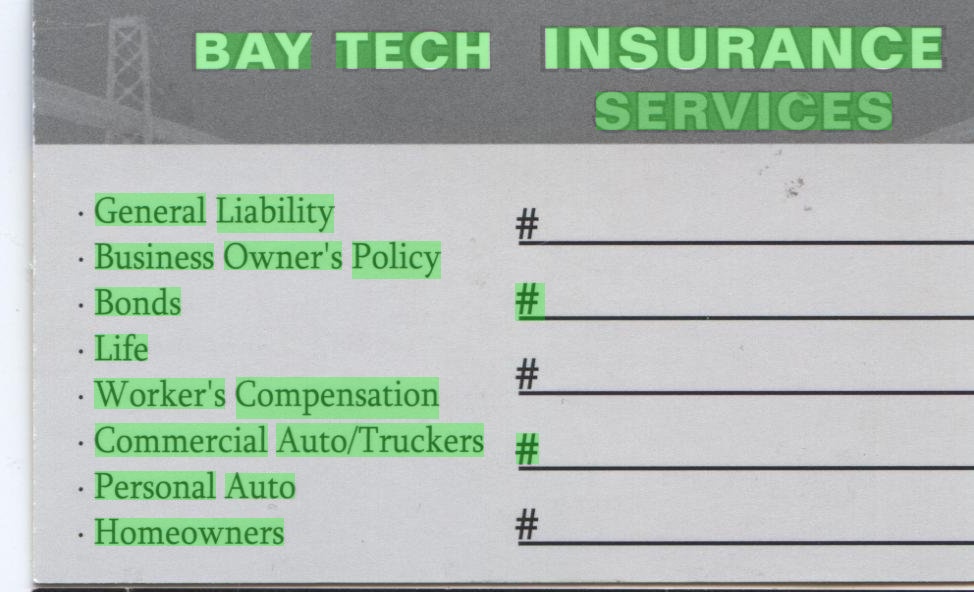 BAY TECH INSURANCE
SERVICES
· General Liability
· Business Owner's Policy
· Bonds
· Life
· Worker's Compensation
· Commercial Auto/Truckers
· Personal Auto
· Homeowners
#
#
#
#
#